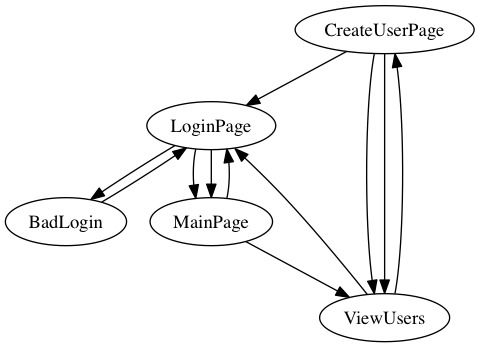 CreateUserPage
LoginPage
BadLogin
MainPage
ViewUsers